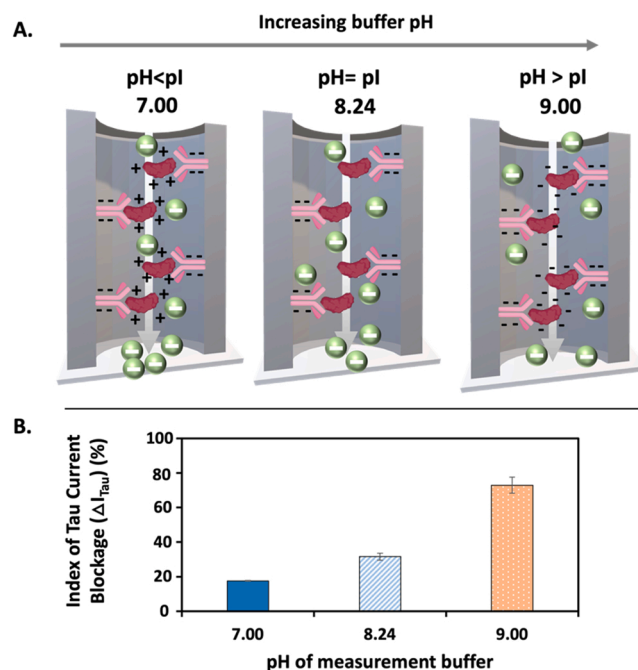 A.
Increasing buffer pH
pH<pI
7.00
pH= pI
8.24
pH > pI
9.00
B.
Index of Tau Current
Blockage (ΔI_Tau) (%)
100
80
60
40
20
0
7.00
8.24
9.00
pH of measurement buffer